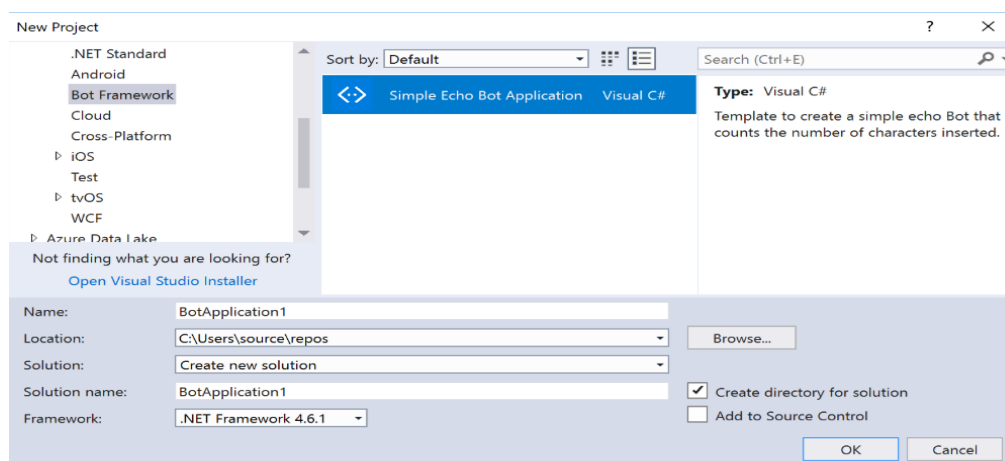 New Project
? ×
.NET Standard
Android
Bot Framework
Cloud
Cross-Platform
iOS
Test
tvOS
WCF
Azure Data Lake
Not finding what you are looking for?
Open Visual Studio Installer
Sort by: Default
Simple Echo Bot Application Visual C#
Search (Ctrl+E)
Type: Visual C#
Template to create a simple echo Bot that
counts the number of characters inserted.
Name: BotApplication1
Location: C:\Users\source\repos Browse...
Solution: Create new solution
Solution name: BotApplication1 Create directory for solution
Framework: .NET Framework 4.6.1 Add to Source Control
OK Cancel